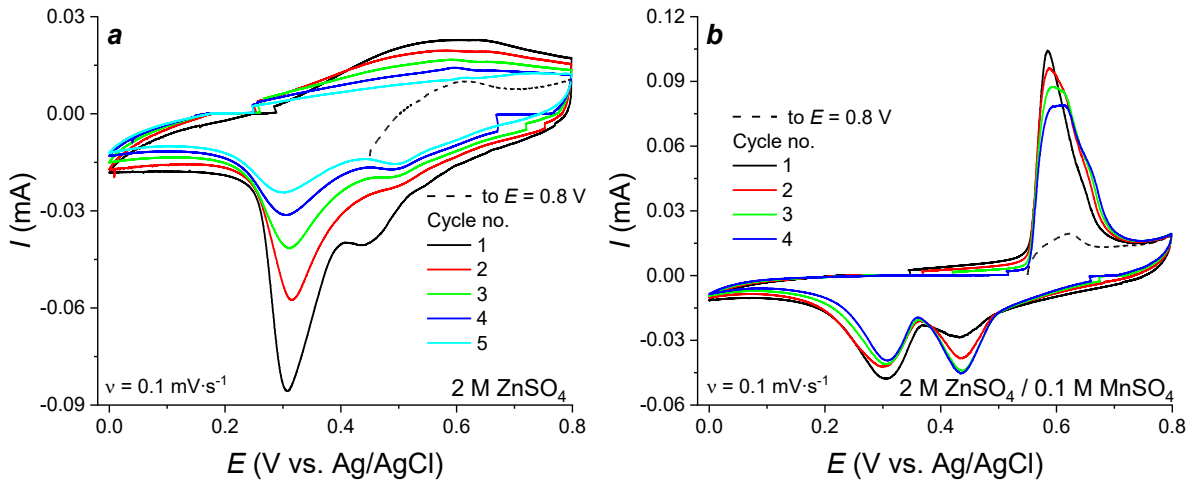 a
0.03
0.00
-0.03
-0.06
-0.09
I (mA)
to E = 0.8 V
Cycle no.
1
2
3
4
5
ν = 0.1 mV·s⁻¹
2 M ZnSO₄
0.0 0.2 0.4 0.6 0.8
E (V vs. Ag/AgCl)
b
0.12
0.09
0.06
0.03
0.00
-0.03
-0.06
I (mA)
to E = 0.8 V
Cycle no.
1
2
3
4
ν = 0.1 mV·s⁻¹
2 M ZnSO₄ / 0.1 M MnSO₄
0.0 0.2 0.4 0.6 0.8
E (V vs. Ag/AgCl)